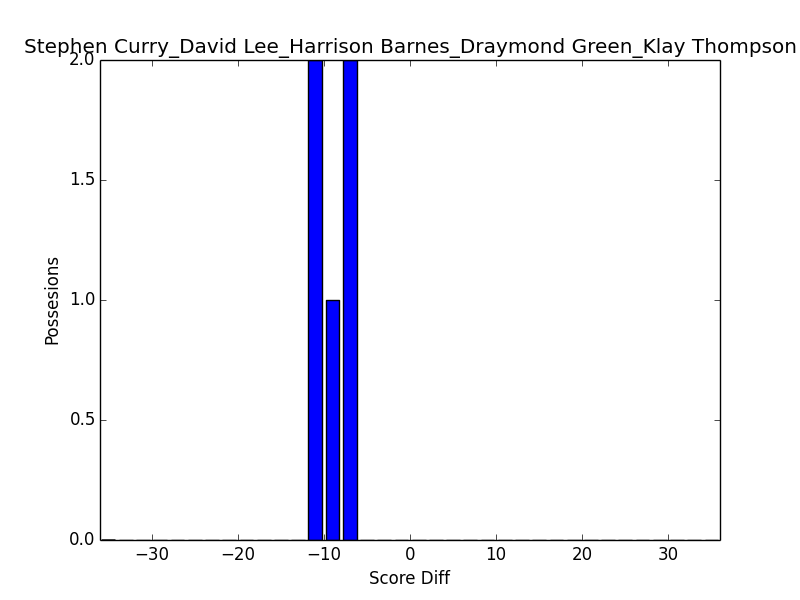 Stephen Curry_David Lee_Harrison Barnes_Draymond Green_Klay Thompson
2.0
1.5
1.0
0.5
0.0
Possesions
−30 −20 −10 0 10 20 30
Score Diff